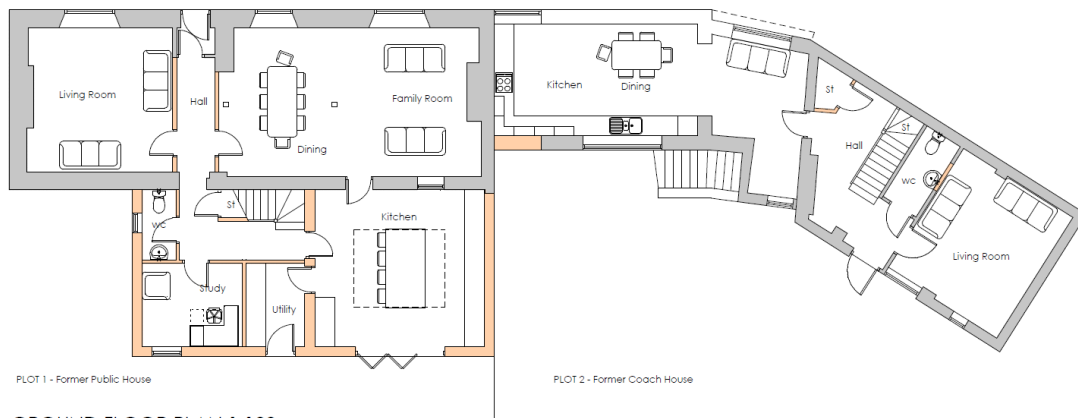 Living Room
Hall
Dining
Family Room
Kitchen
Dining
St
Hall
St
wc
Living Room
St
wc
Kitchen
Study
Utility
PLOT 1 - Former Public House
PLOT 2 - Former Coach House